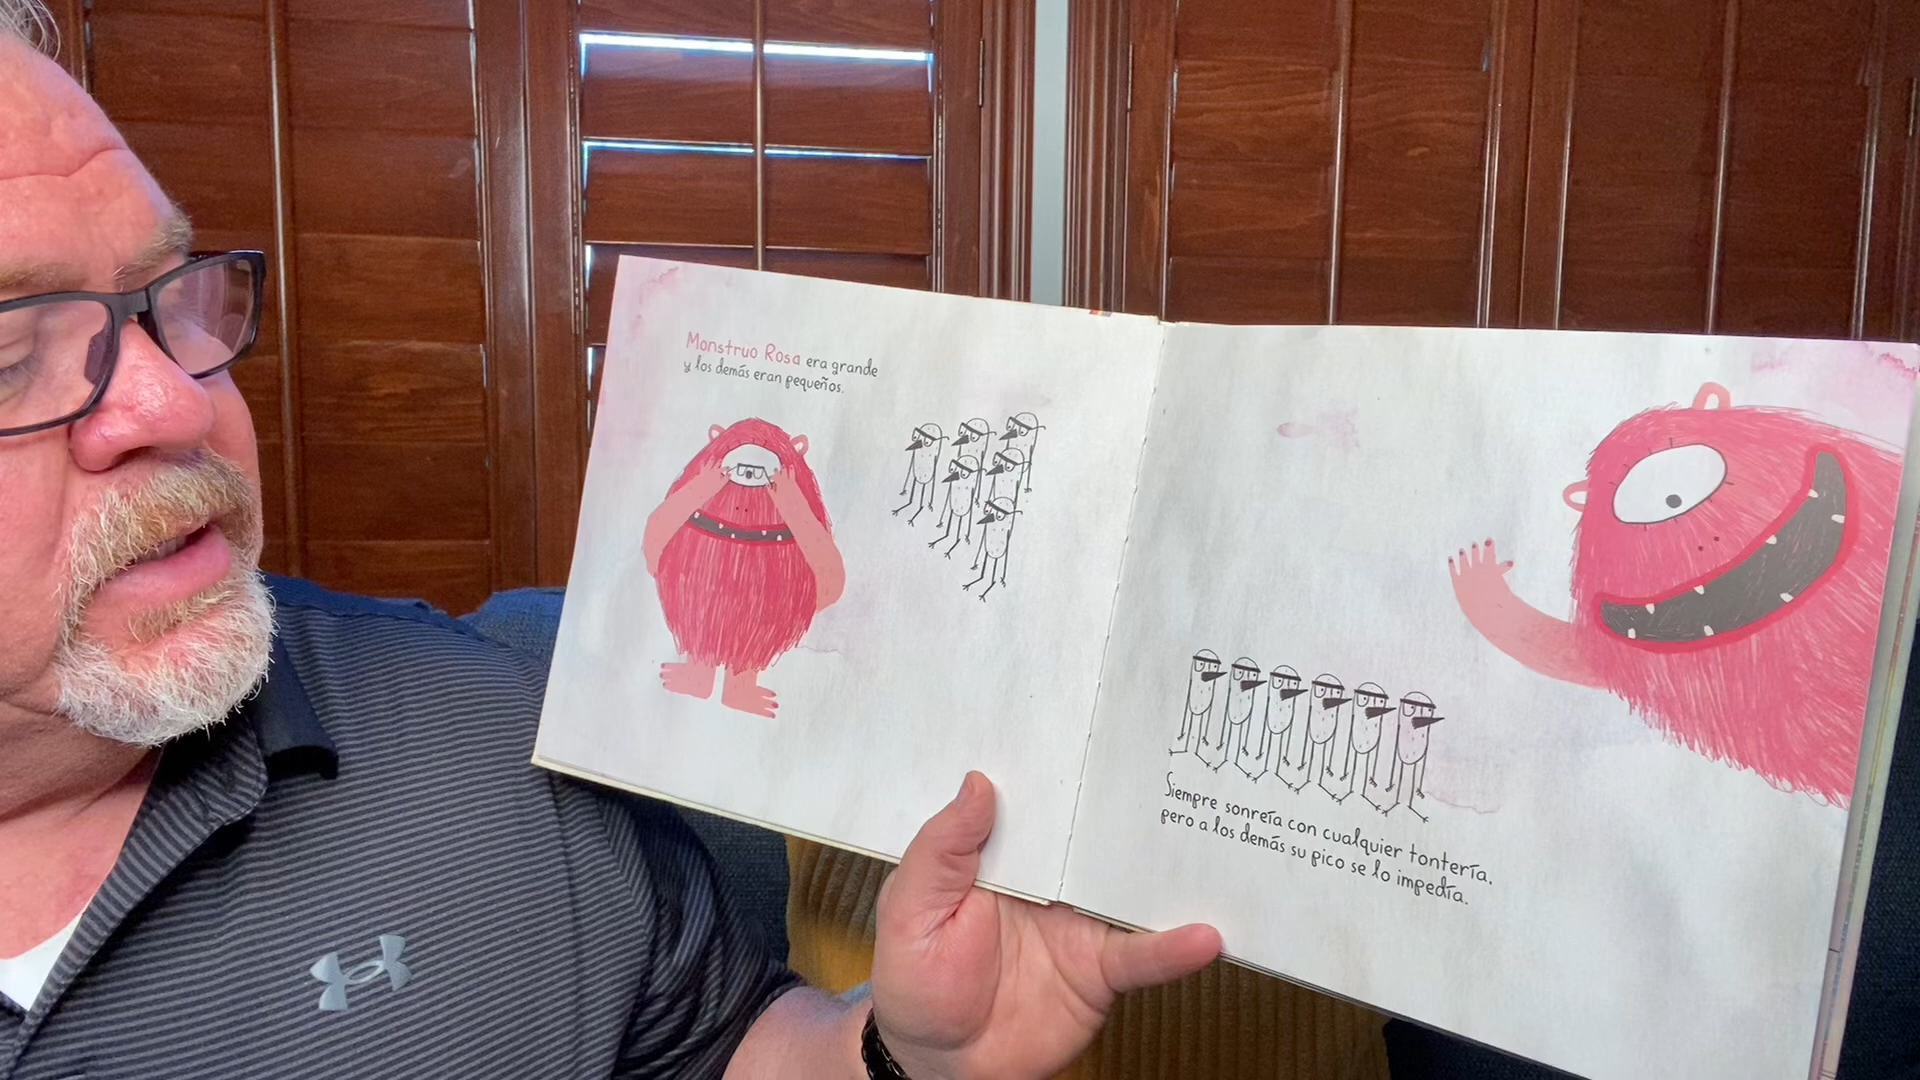 Monstruo Rosa era grande
y los demás eran pequeños.
Siempre sonreía con cualquier tontería,
pero a los demás su pico se lo impedía.